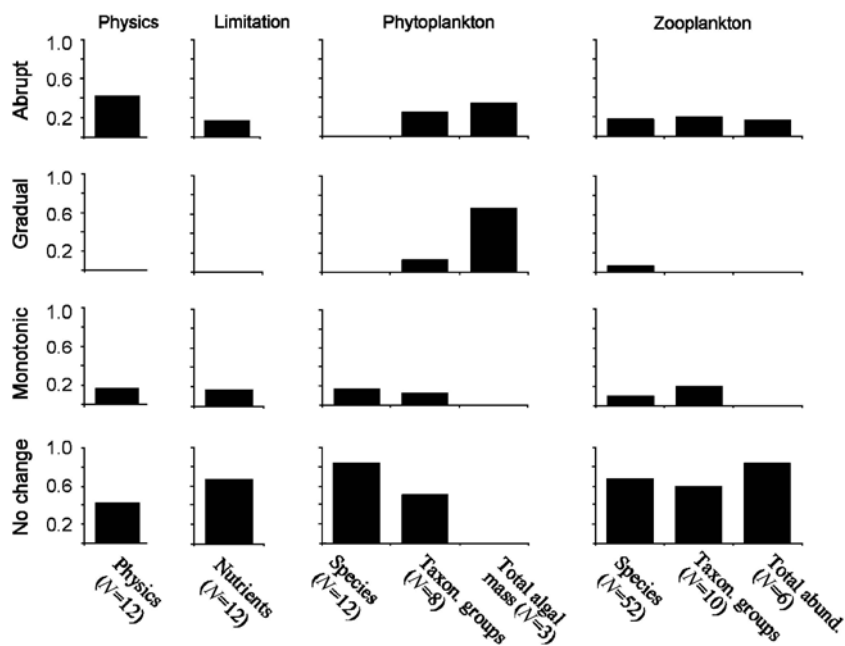 Physics Limitation Phytoplankton Zooplankton
Abrupt
1.0
0.6
0.2
Gradual
1.0
0.6
0.2
Monotonic
1.0
0.6
0.2
No change
1.0
0.6
0.2
Physics
(N=12)
Nutrients
(N=12)
Species
(N=12)
Taxon. groups
(N=8)
Total algal
mass (N=3)
Species
(N=52)
Taxon. groups
(N=10)
Total abund.
(N=6)